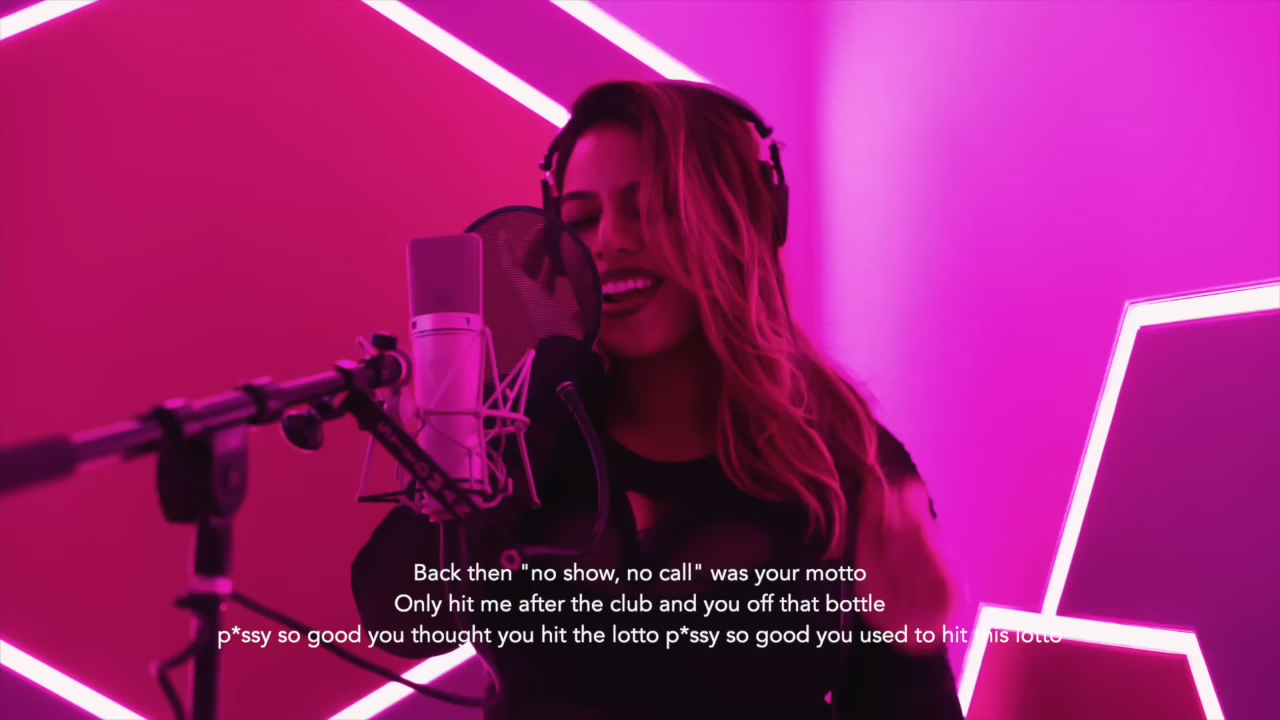 Back then "no show, no call" was your motto
Only hit me after the club and you off that bottle
p*ssy so good you thought you hit the lotto p*ssy so good you used to hit this lotto